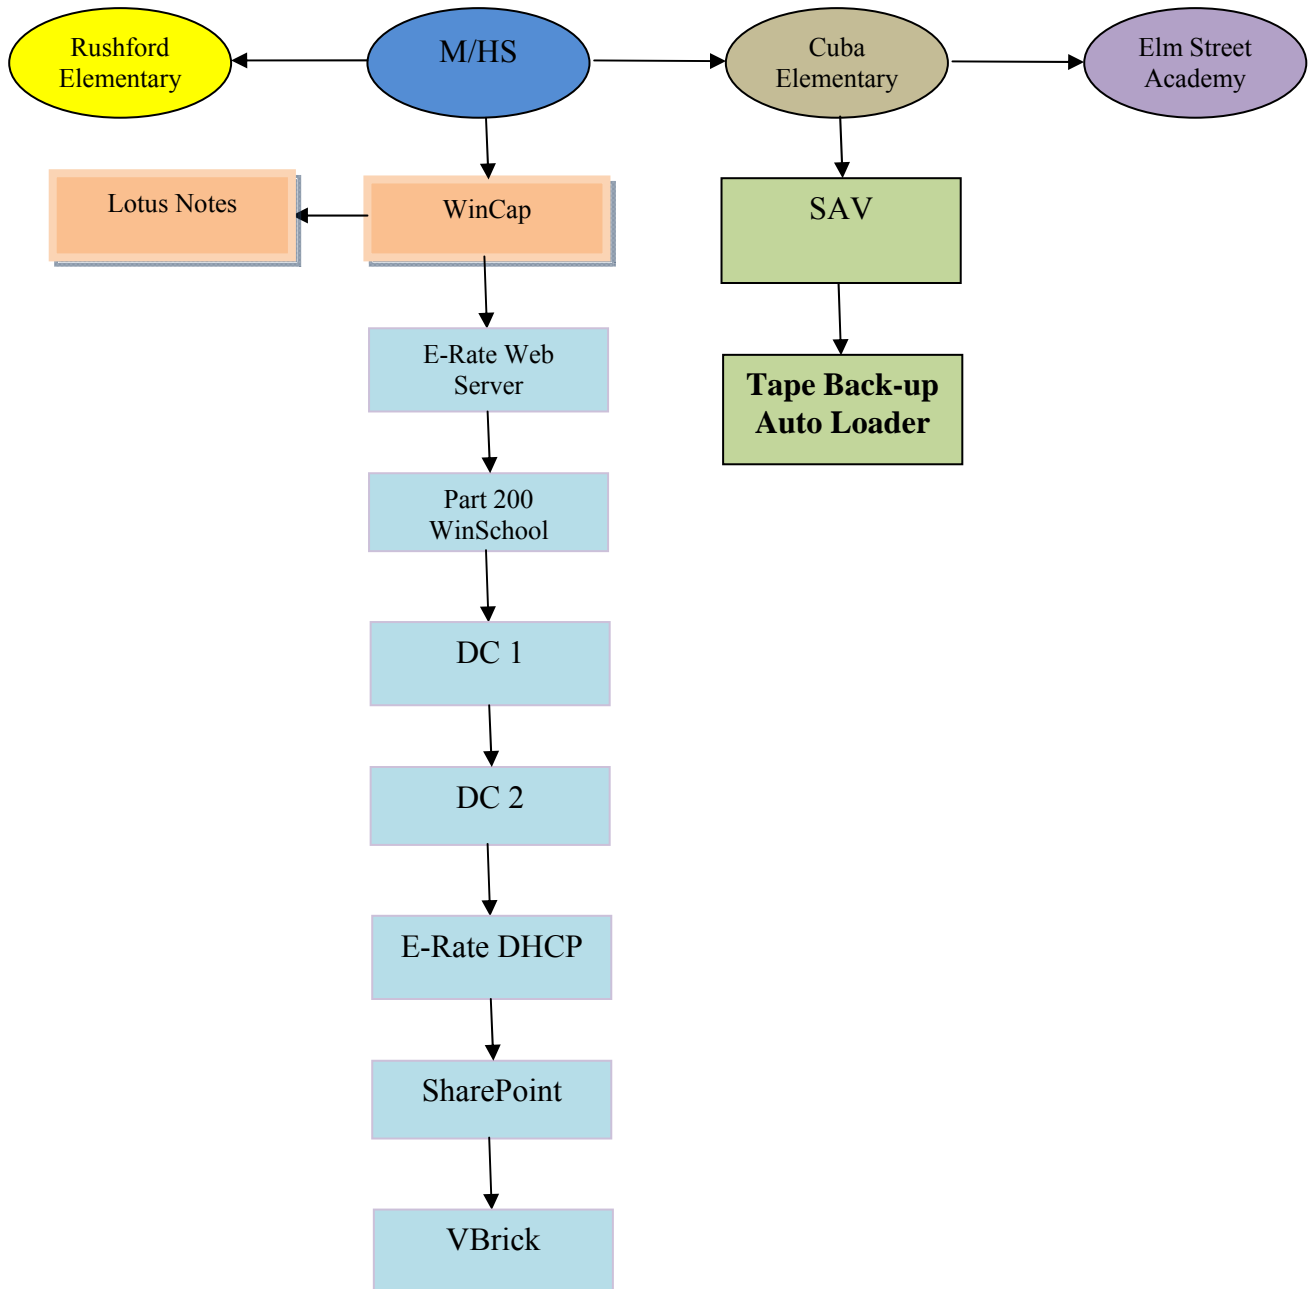 Rushford
Elementary
M/HS
Cuba
Elementary
Elm Street
Academy
Lotus Notes
WinCap
SAV
E-Rate Web
Server
Tape Back-up
Auto Loader
Part 200
WinSchool
DC 1
DC 2
E-Rate DHCP
SharePoint
VBrick